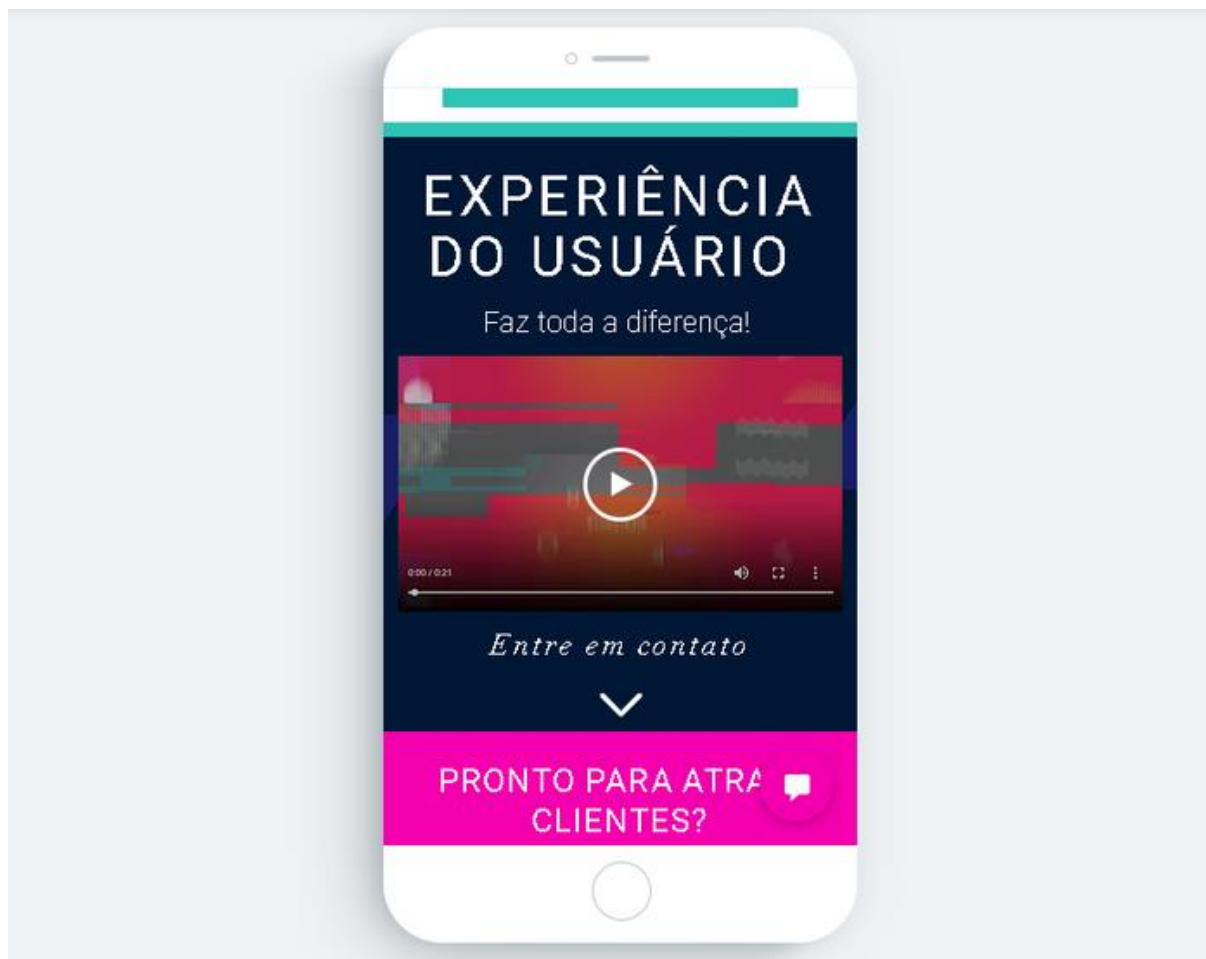 EXPERIÊNCIA
DO USUÁRIO
Faz toda a diferença!
0:00 / 0:21
Entre em contato
PRONTO PARA ATRA
CLIENTES?